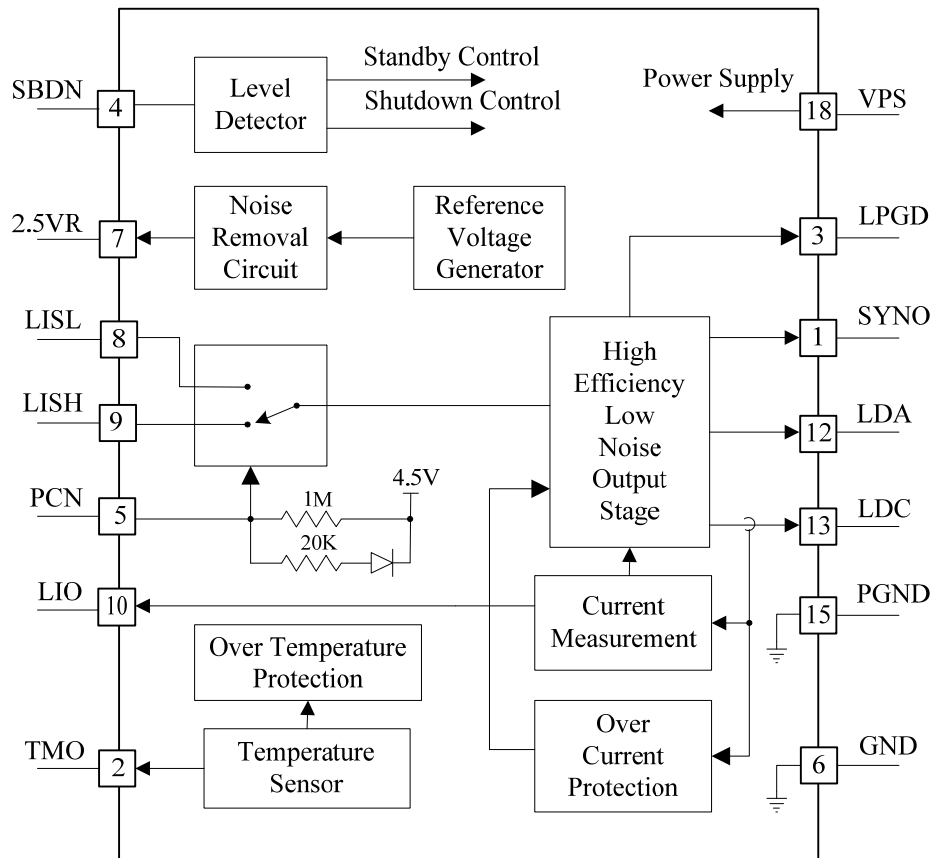 SBDN
4
Level
Detector
Standby Control
Shutdown Control
Power Supply
18
VPS
2.5VR
7
Noise
Removal
Circuit
Reference
Voltage
Generator
3
LPGD
LISL
8
LISH
9
High
Efficiency
Low
Noise
Output
Stage
1
SYNO
12
LDA
13
LDC
PCN
5
1M
20K
4.5V
LIO
10
Current
Measurement
15
PGND
Over Temperature
Protection
TMO
2
Temperature
Sensor
Over
Current
Protection
6
GND